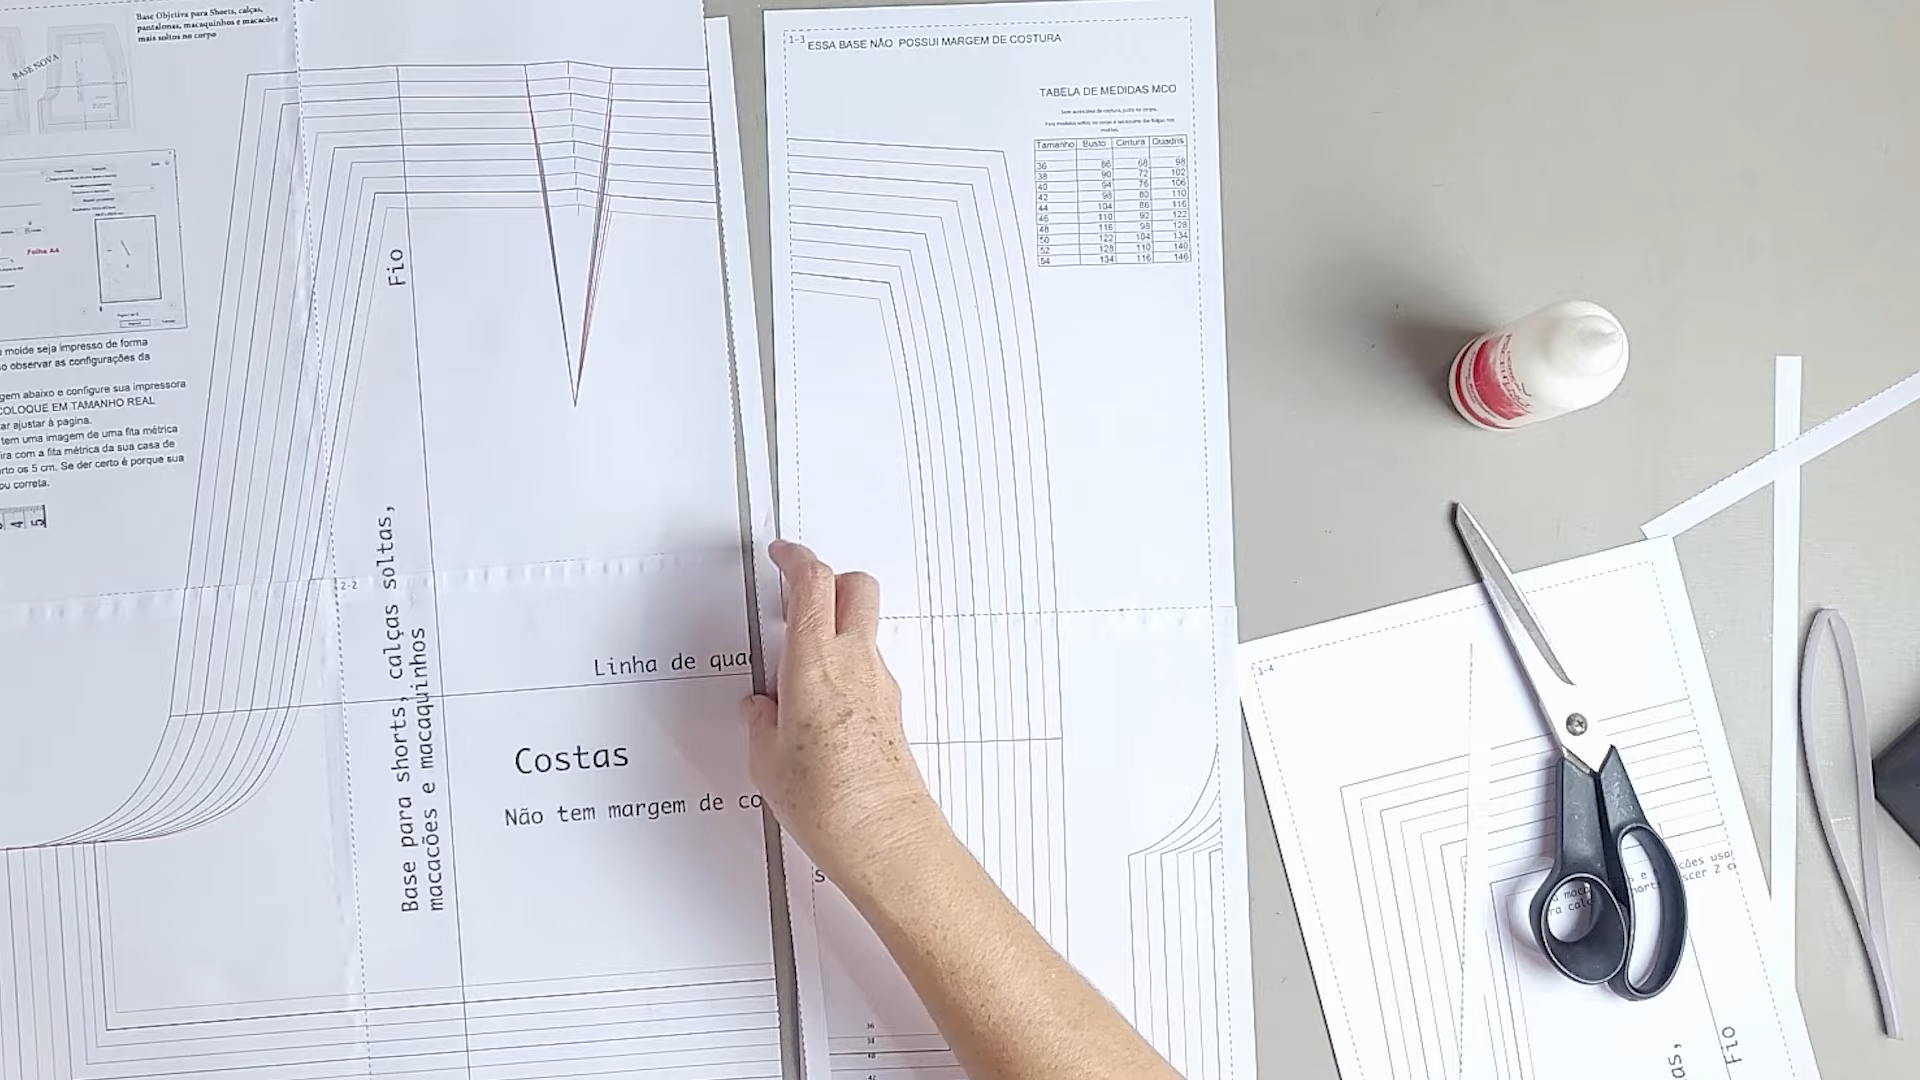 Base Objetiva para Shorts, calças,
pantalonas, macaquinhos e macacões
mais soltos no corpo
BASE NOVA
Folha A4
molde seja impresso de forma
o observar as configurações da
gem abaixo e configure sua impressora
COLOQUE EM TAMANHO REAL
ar ajustar à pagina.
tem uma imagem de uma fita métrica
ira com a fita métrica da sua casa de
rto os 5 cm. Se der certo é porque sua
ou correta.
4 5
Fio
2-2
Base para shorts, calças soltas,
macacões e macaquinhos
Linha de qua
Costas
Não tem margem de co
1-3
ESSA BASE NÃO POSSUI MARGEM DE COSTURA
TABELA DE MEDIDAS MCO
Tamanho Busto Cintura Quadris
36 86 68 98
38 90 72 102
40 94 76 106
42 98 80 110
44 104 86 116
46 110 92 122
48 116 98 128
50 122 104 134
52 128 110 140
54 134 116 146
S
36
42
1-4
Fio
as,